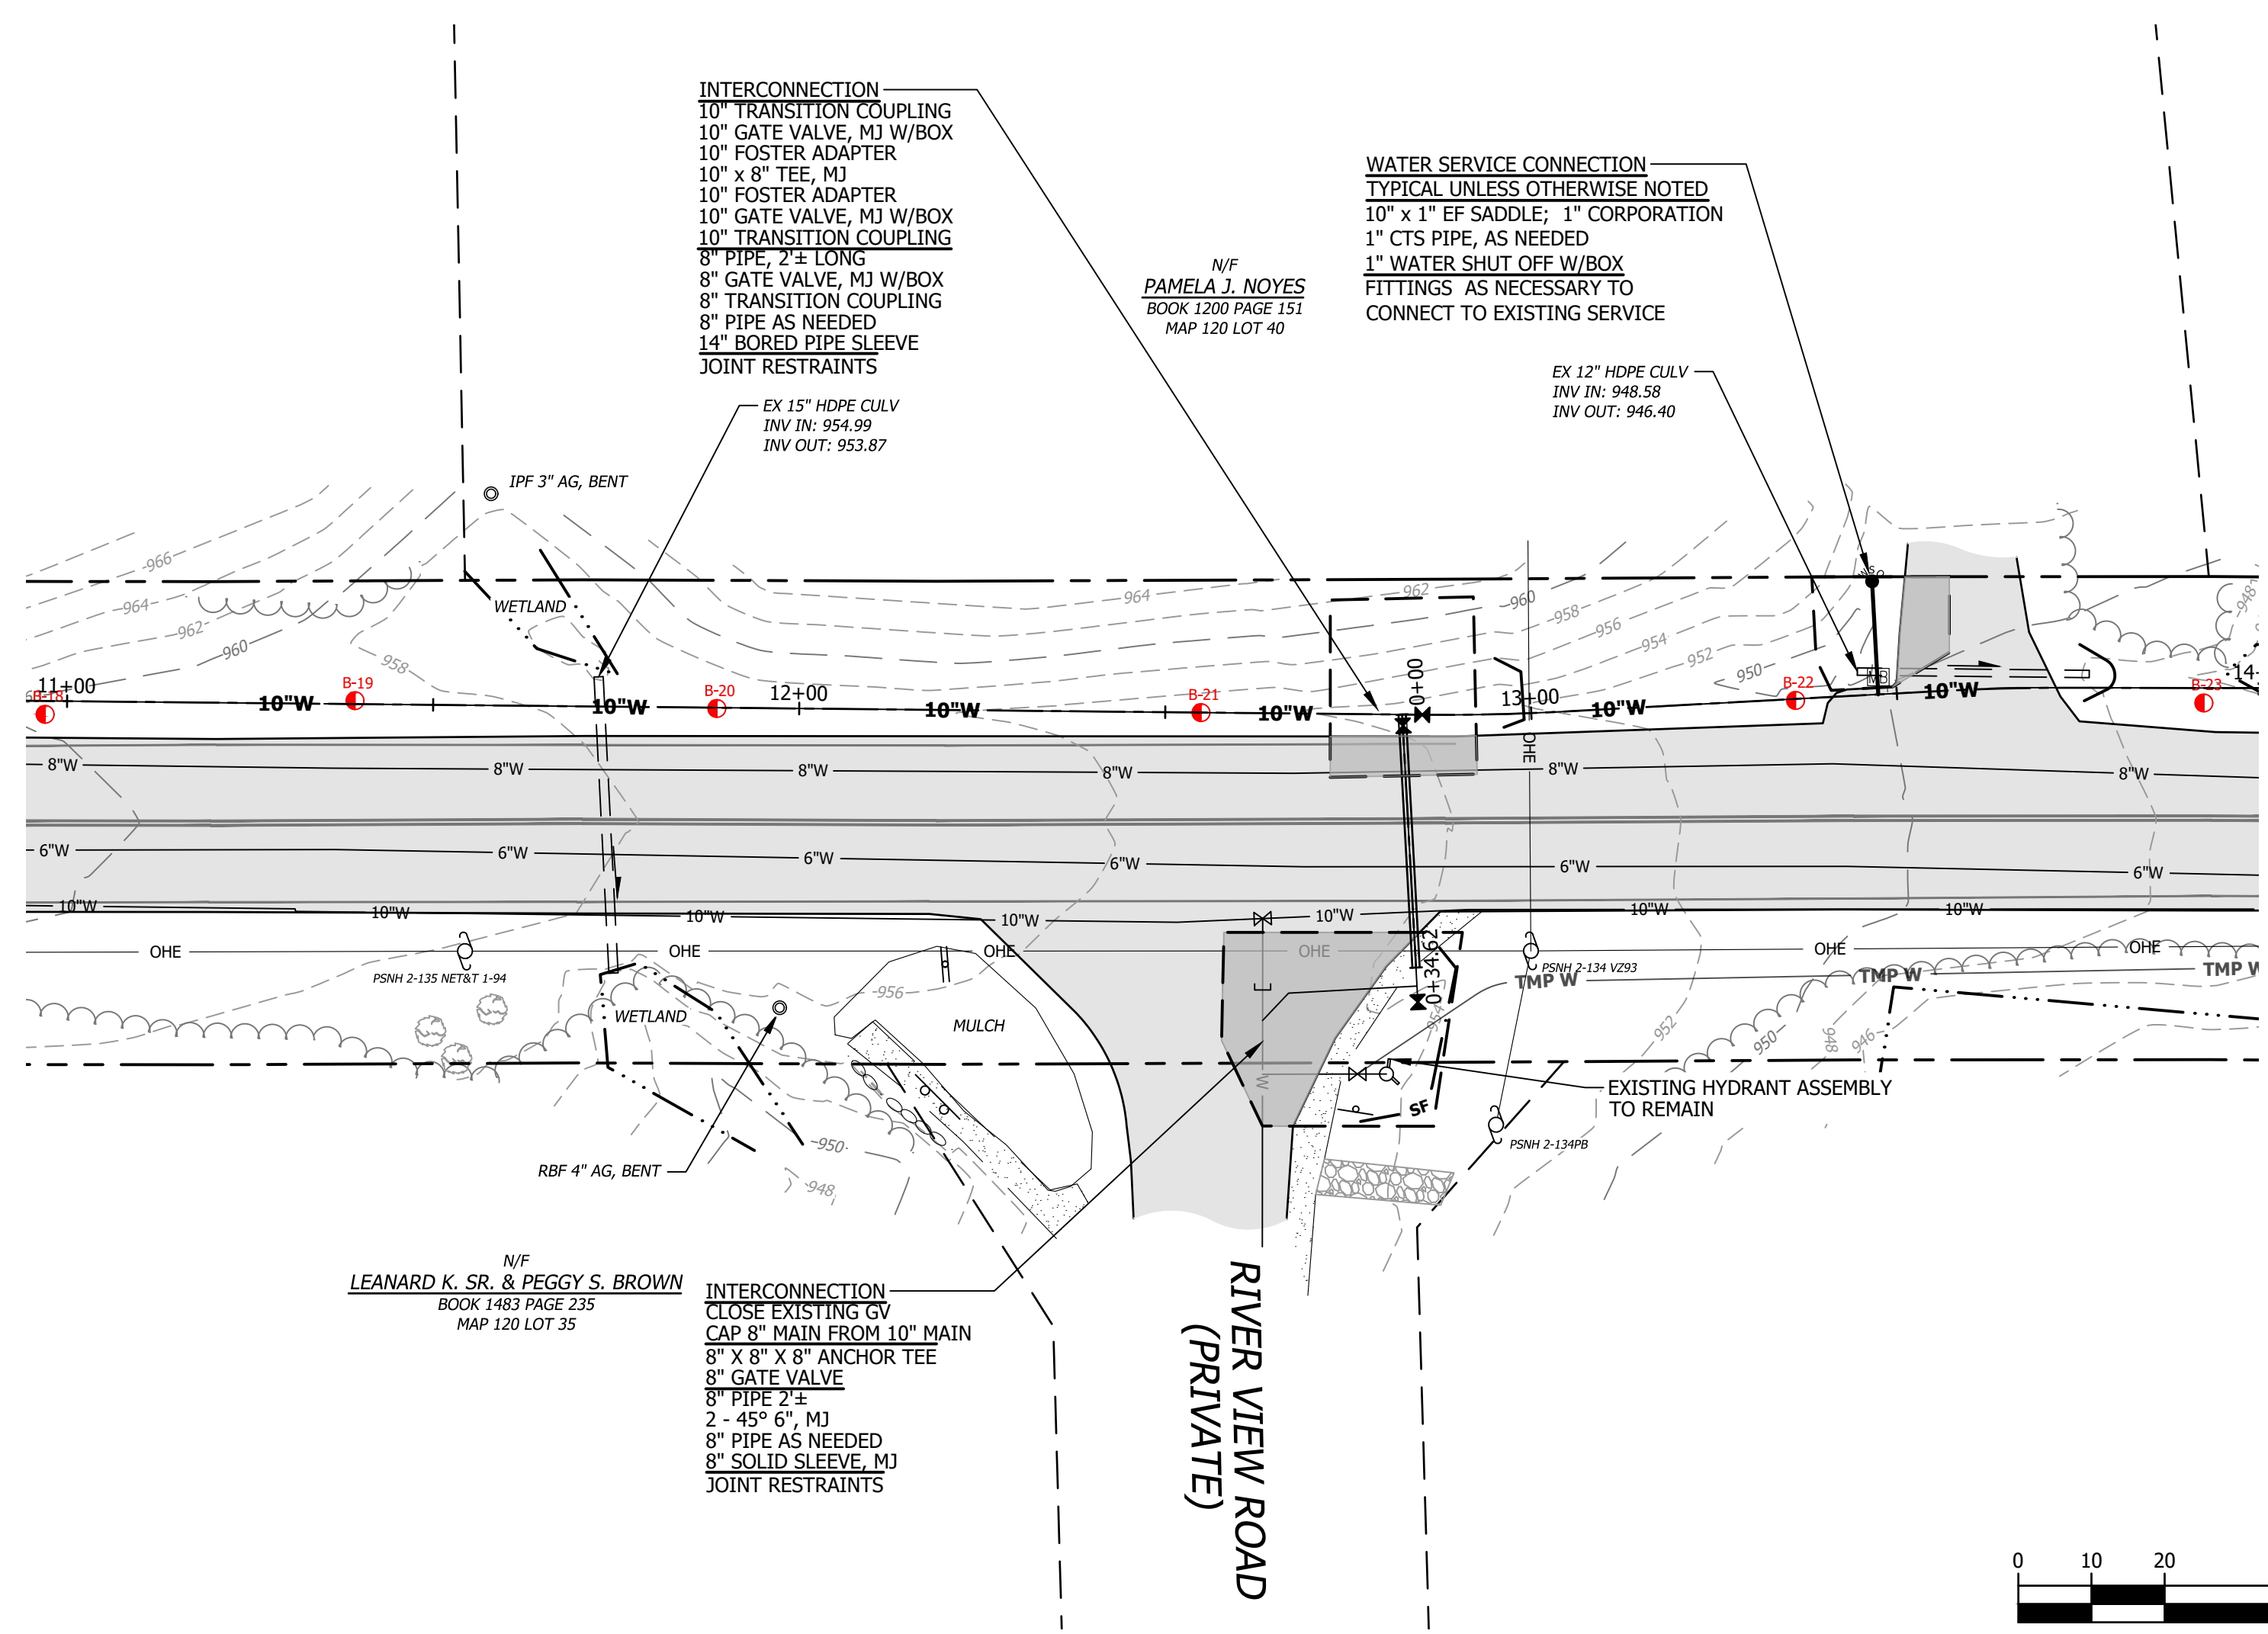 INTERCONNECTION
10" TRANSITION COUPLING
10" GATE VALVE, MJ W/BOX
10" FOSTER ADAPTER
10" x 8" TEE, MJ
10" FOSTER ADAPTER
10" GATE VALVE, MJ W/BOX
10" TRANSITION COUPLING
8" PIPE, 2'± LONG
8" GATE VALVE, MJ W/BOX
8" TRANSITION COUPLING
8" PIPE AS NEEDED
14" BORED PIPE SLEEVE
JOINT RESTRAINTS
WATER SERVICE CONNECTION
TYPICAL UNLESS OTHERWISE NOTED
10" x 1" EF SADDLE; 1" CORPORATION
1" CTS PIPE, AS NEEDED
1" WATER SHUT OFF W/BOX
FITTINGS AS NECESSARY TO
CONNECT TO EXISTING SERVICE
N/F
PAMELA J. NOYES
BOOK 1200 PAGE 151
MAP 120 LOT 40
EX 15" HDPE CULV
INV IN: 954.99
INV OUT: 953.87
EX 12" HDPE CULV
INV IN: 948.58
INV OUT: 946.40
IPF 3" AG, BENT
WETLAND
966
964
962
960
958
964
962
960
958
956
954
952
950
948
WSO
MB
11+00
12+00
0+00
13+00
14+
B-18
B-19
B-20
B-21
B-22
B-23
10"W
10"W
10"W
10"W
10"W
10"W
OHE
8"W
8"W
8"W
8"W
8"W
8"W
6"W
6"W
6"W
6"W
6"W
6"W
10"W
10"W
10"W
10"W
10"W
10"W
10"W
OHE
OHE
OHE
OHE
OHE
OHE
0+34.62
PSNH 2-135 NET&T 1-94
PSNH 2-134 VZ93
TMP W
TMP W
TMP W
956
954
952
950
948
946
WETLAND
MULCH
W
SF
EXISTING HYDRANT ASSEMBLY
TO REMAIN
PSNH 2-134PB
950
948
RBF 4" AG, BENT
N/F
LEANARD K. SR. & PEGGY S. BROWN
BOOK 1483 PAGE 235
MAP 120 LOT 35
INTERCONNECTION
CLOSE EXISTING GV
CAP 8" MAIN FROM 10" MAIN
8" X 8" X 8" ANCHOR TEE
8" GATE VALVE
8" PIPE 2'±
2 - 45° 6", MJ
8" PIPE AS NEEDED
8" SOLID SLEEVE, MJ
JOINT RESTRAINTS
RIVER VIEW ROAD
(PRIVATE)
0 10 20